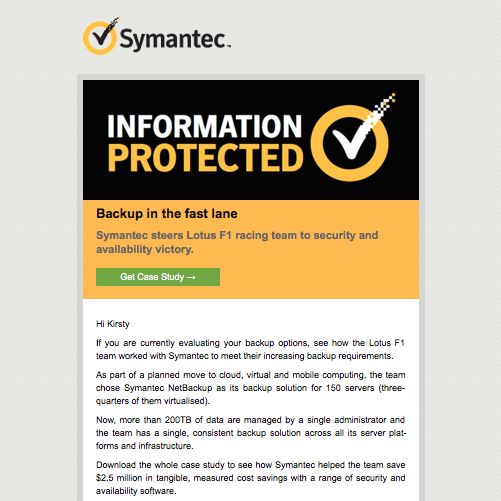 Symantec™
INFORMATION
PROTECTED
Backup in the fast lane
Symantec steers Lotus F1 racing team to security and
availability victory.
Get Case Study →
Hi Kirsty
If you are currently evaluating your backup options, see how the Lotus F1
team worked with Symantec to meet their increasing backup requirements.
As part of a planned move to cloud, virtual and mobile computing, the team
chose Symantec NetBackup as its backup solution for 150 servers (three-
quarters of them virtualised).
Now, more than 200TB of data are managed by a single administrator and
the team has a single, consistent backup solution across all its server plat-
forms and infrastructure.
Download the whole case study to see how Symantec helped the team save
$2.5 million in tangible, measured cost savings with a range of security and
availability software.